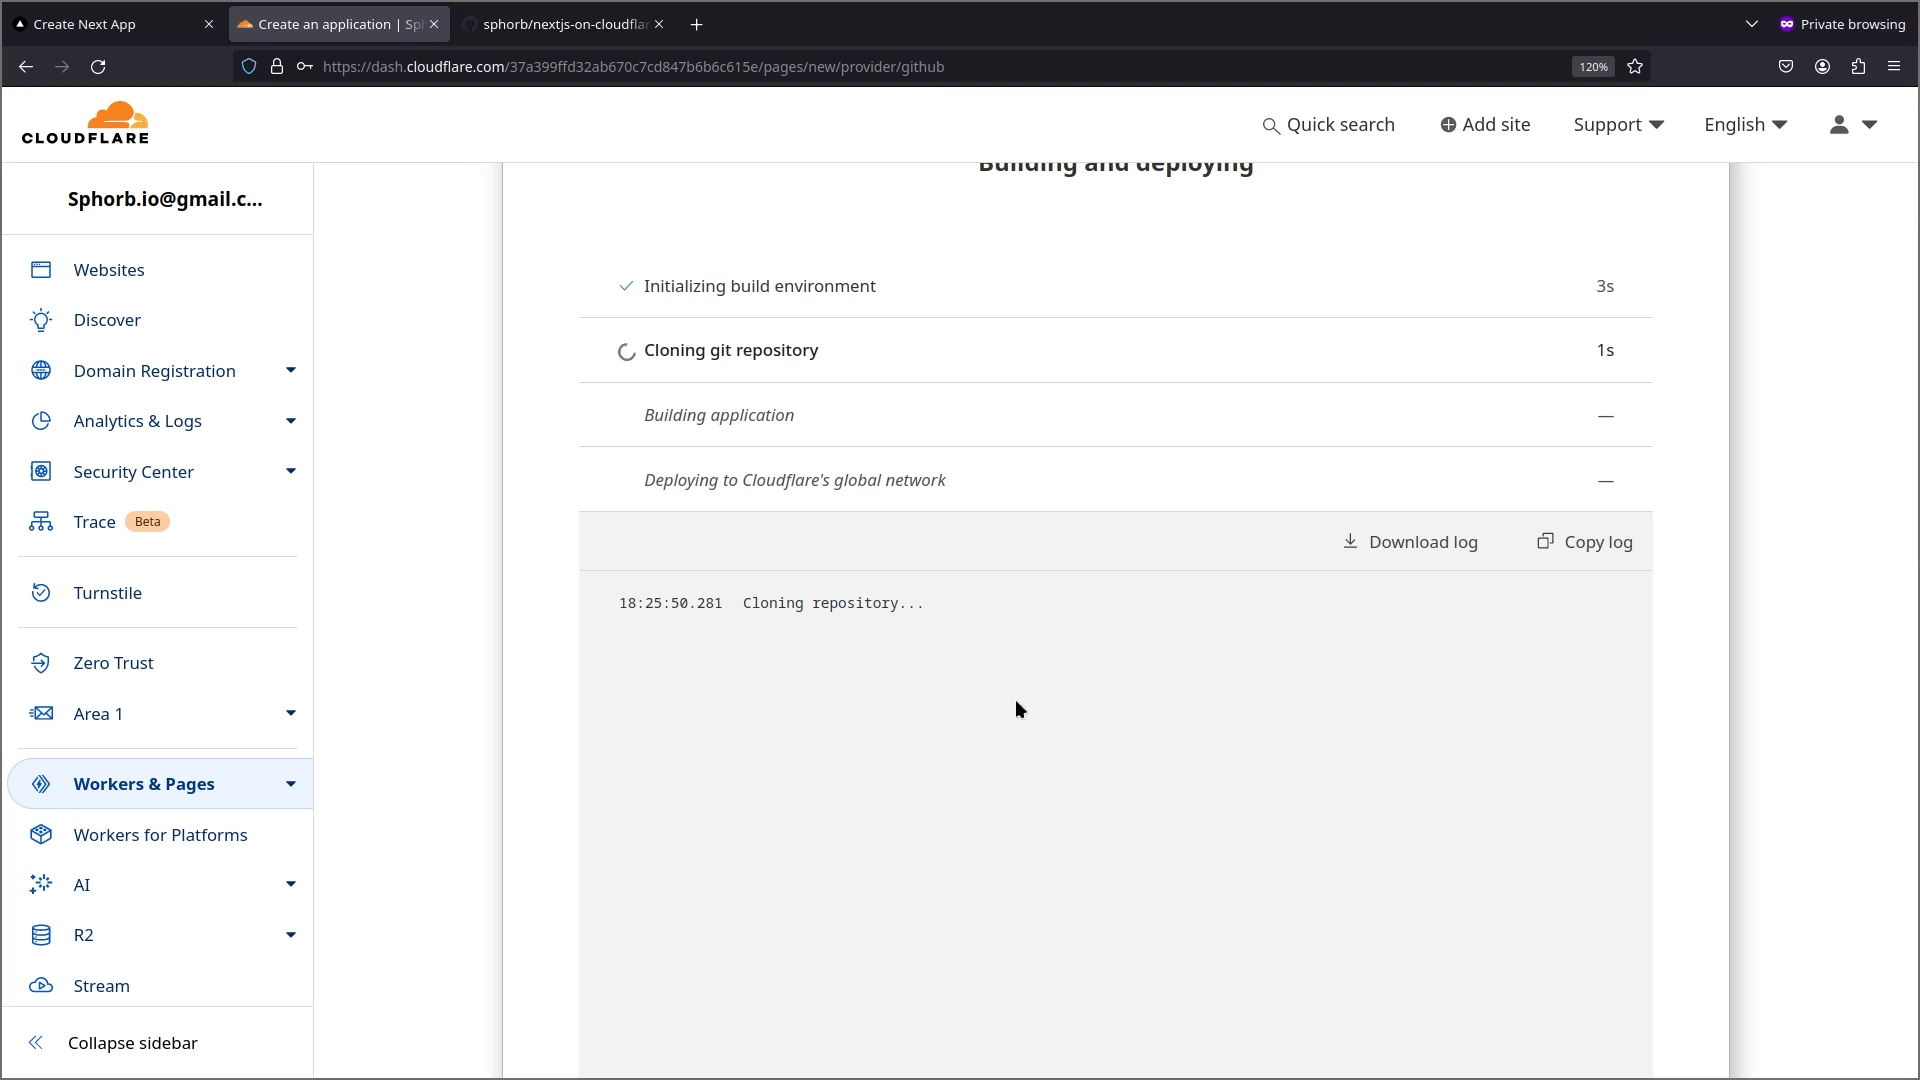 Create Next App
Create an application | Sp
sphorb/nextjs-on-cloudflar
Private browsing
https://dash.cloudflare.com/37a399ffd32ab670c7cd847b6b6c615e/pages/new/provider/github
120%
CLOUDFLARE
Quick search
Add site
Support
English
Sphorb.io@gmail.c...
Websites
Discover
Domain Registration
Analytics & Logs
Security Center
Trace Beta
Turnstile
Zero Trust
Area 1
Workers & Pages
Workers for Platforms
AI
R2
Stream
Collapse sidebar
Building and deploying
Initializing build environment 3s
Cloning git repository 1s
Building application —
Deploying to Cloudflare's global network —
Download log Copy log
18:25:50.281 Cloning repository...